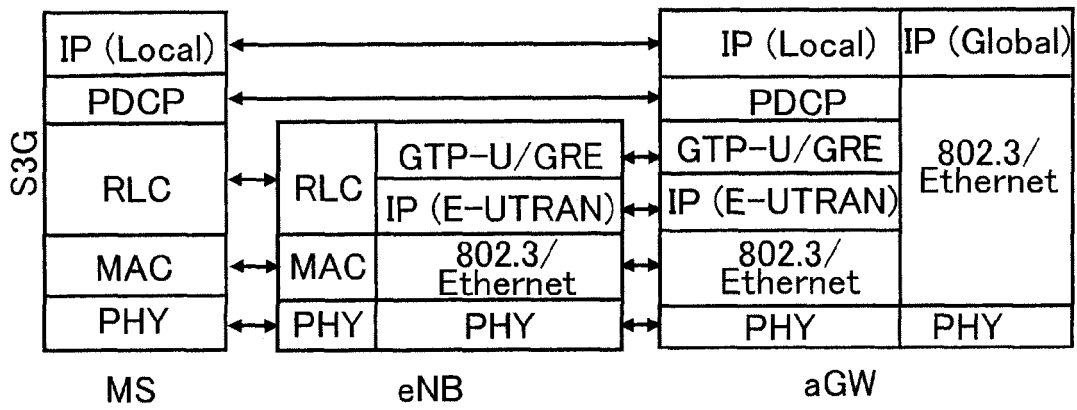 S3G
IP (Local)
PDCP
RLC
MAC
PHY
MS
RLC
MAC
PHY
GTP-U/GRE
IP (E-UTRAN)
802.3/
Ethernet
PHY
eNB
IP (Local)
PDCP
GTP-U/GRE
IP (E-UTRAN)
802.3/
Ethernet
PHY
IP (Global)
802.3/
Ethernet
PHY
aGW